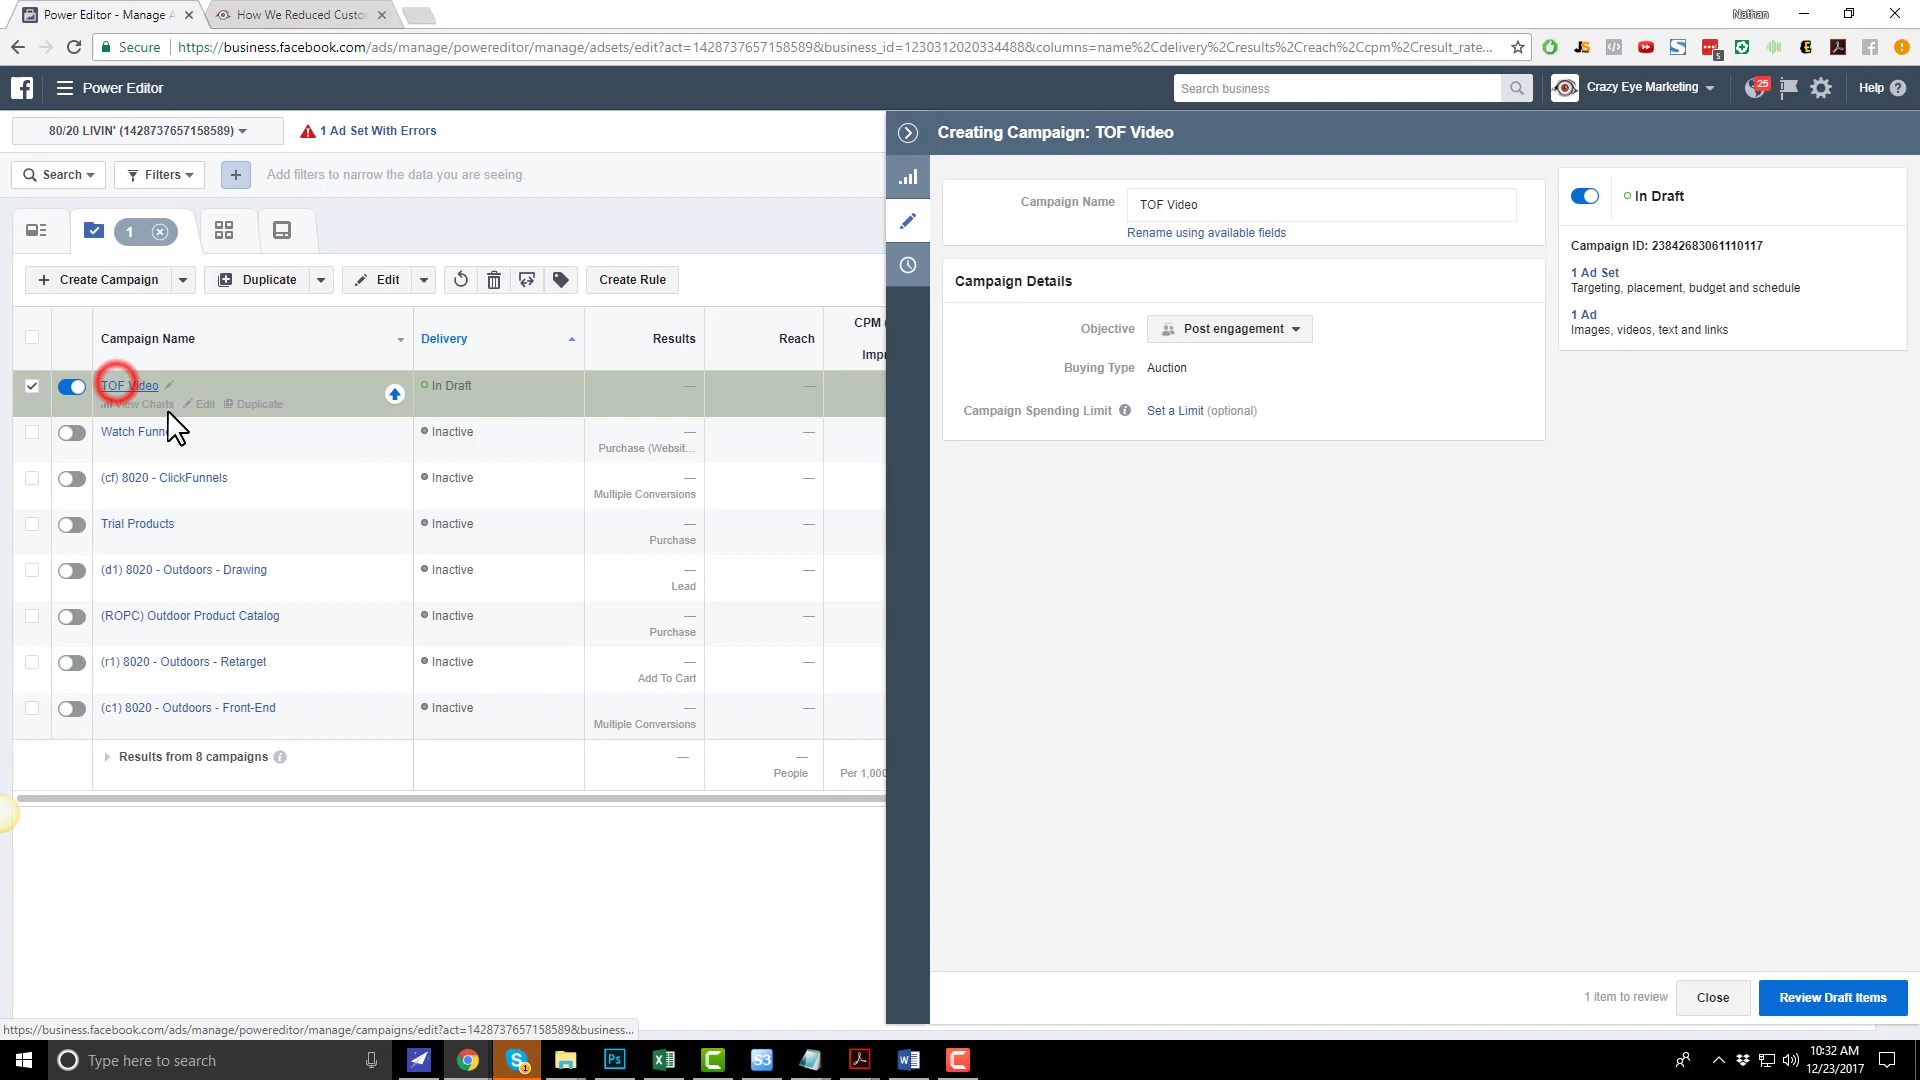 Power Editor - Manage A
How We Reduced Custo
Nathan
Secure
https://business.facebook.com/ads/manage/powereditor/manage/adsets/edit?act=1428737657158589&business_id=1230312020334488&columns=name%2Cdelivery%2Cresults%2Creach%2Ccpm%2Cresult_rate...
Power Editor
Search business
Crazy Eye Marketing
25
Help
80/20 LIVIN' (1428737657158589)
1 Ad Set With Errors
Creating Campaign: TOF Video
Search
Filters
Add filters to narrow the data you are seeing.
1
Create Campaign
Duplicate
Edit
Create Rule
Campaign Name
Delivery
Results
Reach
CPM (
Impr
TOF Video
In Draft
—
—
View Charts
Edit
Duplicate
Watch Funn
Inactive
—
—
Purchase (Websit...
(cf) 8020 - ClickFunnels
Inactive
—
—
Multiple Conversions
Trial Products
Inactive
—
—
Purchase
(d1) 8020 - Outdoors - Drawing
Inactive
—
—
Lead
(ROPC) Outdoor Product Catalog
Inactive
—
—
Purchase
(r1) 8020 - Outdoors - Retarget
Inactive
—
—
Add To Cart
(c1) 8020 - Outdoors - Front-End
Inactive
—
—
Multiple Conversions
Results from 8 campaigns
—
—
People
Per 1,000
Campaign Name
TOF Video
Rename using available fields
Campaign Details
Objective
Post engagement
Buying Type
Auction
Campaign Spending Limit
Set a Limit (optional)
In Draft
Campaign ID: 23842683061110117
1 Ad Set
Targeting, placement, budget and schedule
1 Ad
Images, videos, text and links
1 item to review
Close
Review Draft Items
https://business.facebook.com/ads/manage/powereditor/manage/campaigns/edit?act=1428737657158589&business...
Type here to search
10:32 AM
12/23/2017